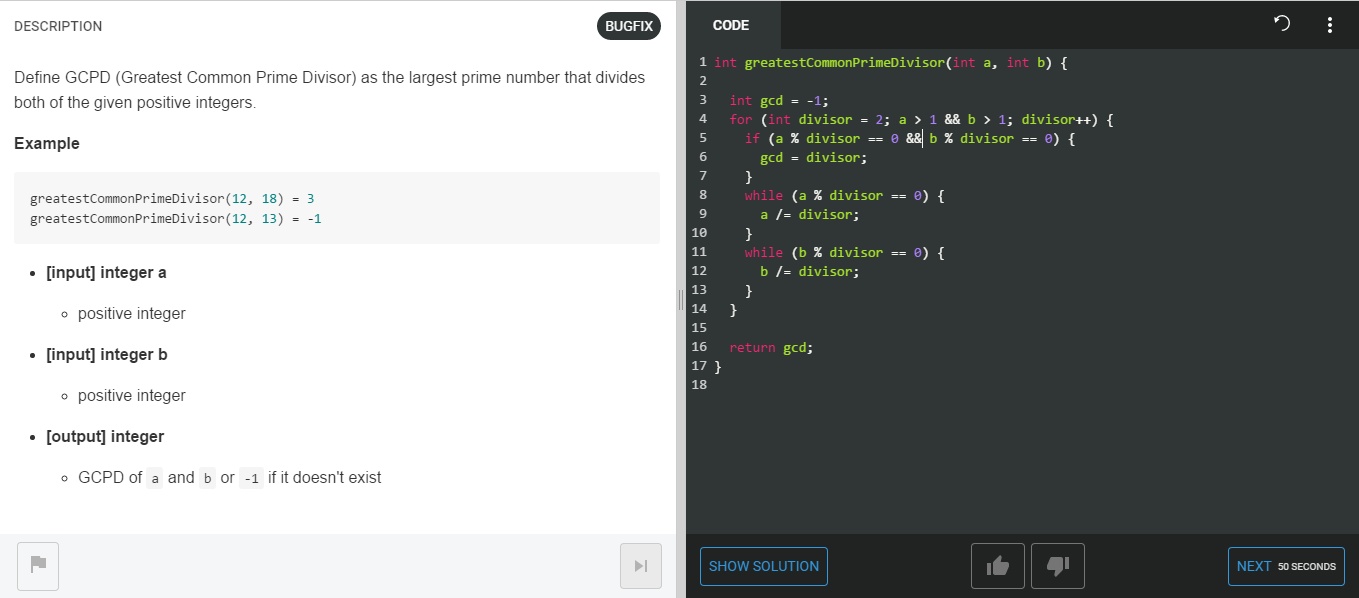 DESCRIPTION
BUGFIX
Define GCPD (Greatest Common Prime Divisor) as the largest prime number that divides
both of the given positive integers.
Example
greatestCommonPrimeDivisor(12, 18) = 3
greatestCommonPrimeDivisor(12, 13) = -1
• [input] integer a
◦ positive integer
• [input] integer b
◦ positive integer
• [output] integer
◦ GCPD of a and b or -1 if it doesn't exist
CODE
1 int greatestCommonPrimeDivisor(int a, int b) {
2
3   int gcd = -1;
4   for (int divisor = 2; a > 1 && b > 1; divisor++) {
5     if (a % divisor == 0 && b % divisor == 0) {
6       gcd = divisor;
7     }
8     while (a % divisor == 0) {
9       a /= divisor;
10     }
11     while (b % divisor == 0) {
12       b /= divisor;
13     }
14   }
15
16   return gcd;
17 }
18
SHOW SOLUTION
NEXT 50 SECONDS